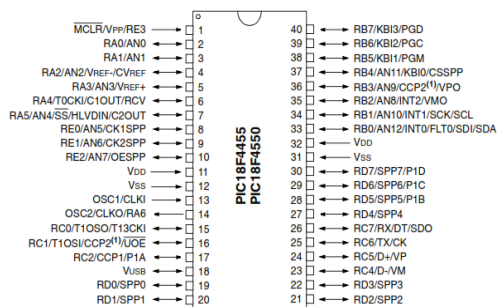 MCLR/VPP/RE3 1 40 RB7/KBI3/PGD
RA0/AN0 2 39 RB6/KBI2/PGC
RA1/AN1 3 38 RB5/KBI1/PGM
RA2/AN2/VREF-/CVREF 4 37 RB4/AN11/KBI0/CSSPP
RA3/AN3/VREF+ 5 36 RB3/AN9/CCP2(1)/VPO
RA4/T0CKI/C1OUT/RCV 6 35 RB2/AN8/INT2/VMO
RA5/AN4/SS/HLVDIN/C2OUT 7 34 RB1/AN10/INT1/SCK/SCL
RE0/AN5/CK1SPP 8 33 RB0/AN12/INT0/FLT0/SDI/SDA
RE1/AN6/CK2SPP 9 32 VDD
RE2/AN7/OESPP 10 31 VSS
VDD 11 30 RD7/SPP7/P1D
VSS 12 29 RD6/SPP6/P1C
OSC1/CLKI 13 28 RD5/SPP5/P1B
OSC2/CLKO/RA6 14 27 RD4/SPP4
RC0/T1OSO/T13CKI 15 26 RC7/RX/DT/SDO
RC1/T1OSI/CCP2(1)/UOE 16 25 RC6/TX/CK
RC2/CCP1/P1A 17 24 RC5/D+/VP
VUSB 18 23 RC4/D-/VM
RD0/SPP0 19 22 RD3/SPP3
RD1/SPP1 20 21 RD2/SPP2
PIC18F4455
PIC18F4550